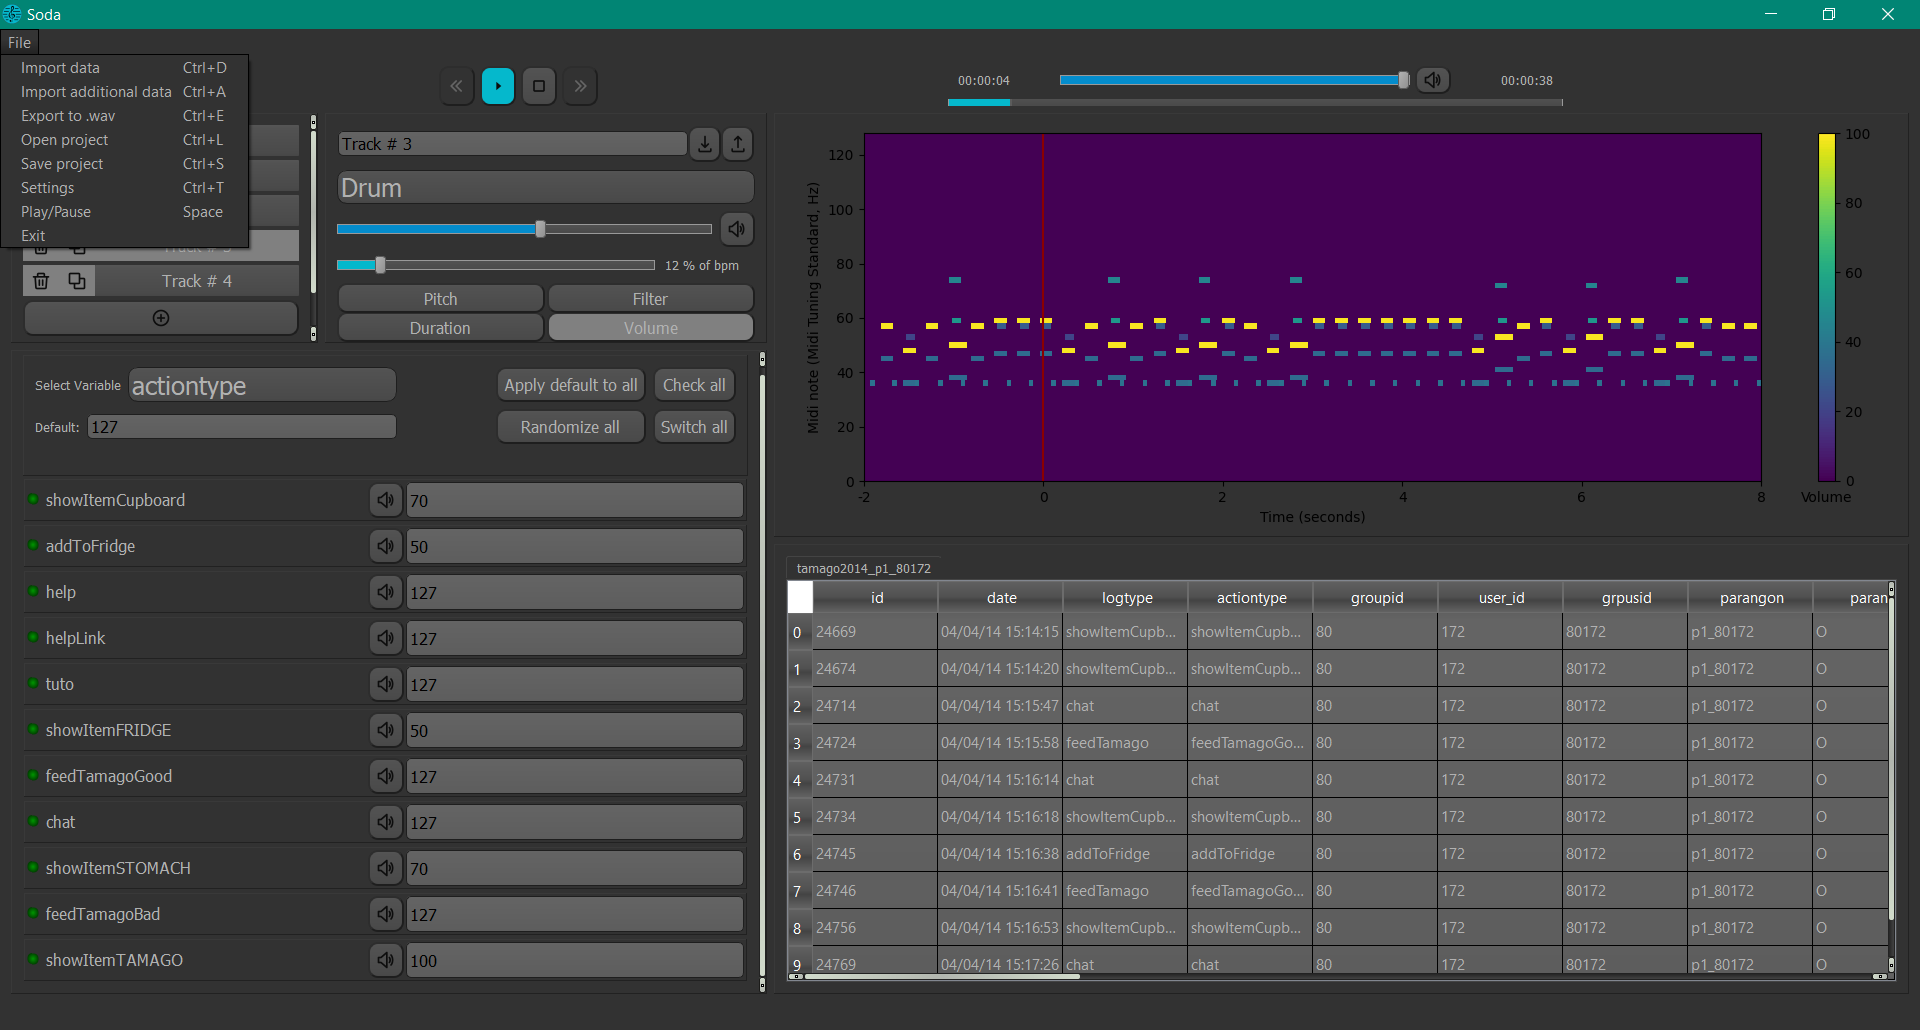 Soda
File
Import data Ctrl+D
Import additional data Ctrl+A
Export to .wav Ctrl+E
Open project Ctrl+L
Save project Ctrl+S
Settings Ctrl+T
Play/Pause Space
Exit
Track # 3
Track # 4
00:00:04
00:00:38
Track # 3
Drum
12 % of bpm
Pitch
Filter
Duration
Volume
Select Variable actiontype
Apply default to all
Check all
Default: 127
Randomize all
Switch all
showItemCupboard 70
addToFridge 50
help 127
helpLink 127
tuto 127
showItemFRIDGE 50
feedTamagoGood 127
chat 127
showItemSTOMACH 70
feedTamagoBad 127
showItemTAMAGO 100
Midi note (Midi Tuning Standard, Hz)
120
100
80
60
40
20
0
-2 0 2 4 6 8
Time (seconds)
100
80
60
40
20
0
Volume
tamago2014_p1_80172
id date logtype actiontype groupid user_id grpusid parangon paran
0 24669 04/04/14 15:14:15 showItemCupb... showItemCupb... 80 172 80172 p1_80172 O
1 24674 04/04/14 15:14:20 showItemCupb... showItemCupb... 80 172 80172 p1_80172 O
2 24714 04/04/14 15:15:47 chat chat 80 172 80172 p1_80172 O
3 24724 04/04/14 15:15:58 feedTamago feedTamagoGo... 80 172 80172 p1_80172 O
4 24731 04/04/14 15:16:14 chat chat 80 172 80172 p1_80172 O
5 24734 04/04/14 15:16:18 showItemCupb... showItemCupb... 80 172 80172 p1_80172 O
6 24745 04/04/14 15:16:38 addToFridge addToFridge 80 172 80172 p1_80172 O
7 24746 04/04/14 15:16:41 feedTamago feedTamagoGo... 80 172 80172 p1_80172 O
8 24756 04/04/14 15:16:53 showItemCupb... showItemCupb... 80 172 80172 p1_80172 O
9 24769 04/04/14 15:17:26 chat chat 80 172 80172 p1_80172 O